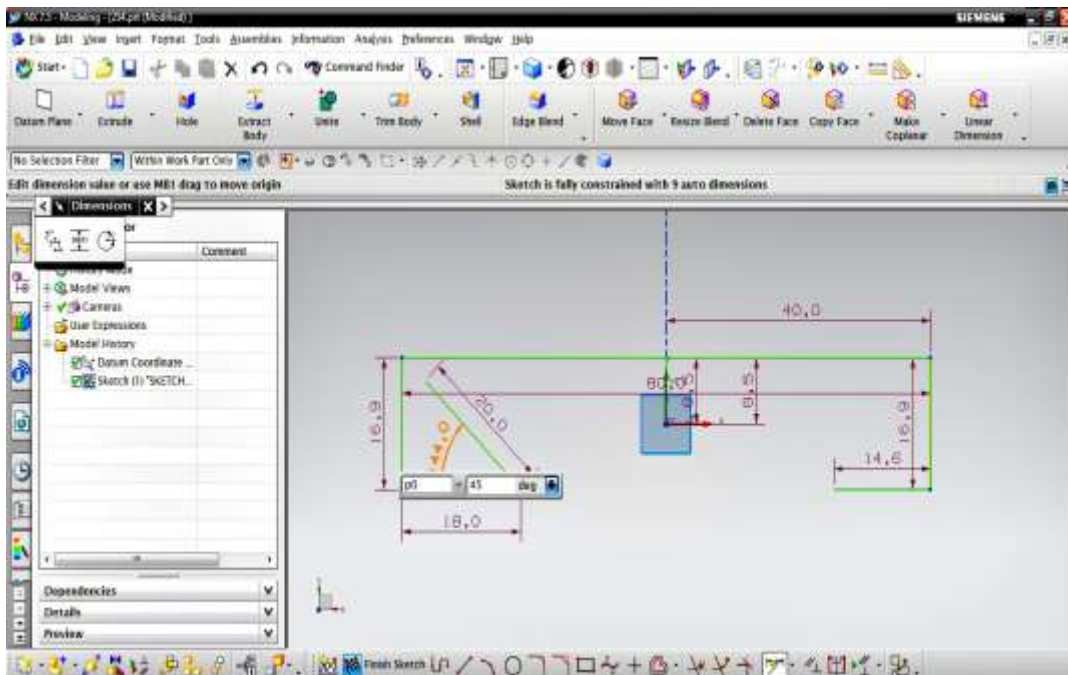 NX 7.5 - Modeling - [254.prt (Modified) ]
SIEMENS
File Edit View Insert Format Tools Assemblies Information Analysis Preferences Window Help
Start
Command Finder
Datum Plane Extrude Hole Extract Body Unite Trim Body Shell Edge Blend Move Face Resize Blend Delete Face Copy Face Make Coplanar Linear Dimension
No Selection Filter Within Work Part Only
Edit dimension value or use MB1 drag to move origin
Sketch is fully constrained with 9 auto dimensions
Dimensions
Comment
Model Views
Cameras
User Expressions
Model History
Datum Coordinate ...
Sketch (1) "SKETCH...
Dependencies
Details
Preview
40,0
80,0
8,5
16,9
20,0
44,0
16,9
14,6
45
deg
18,0
Finish Sketch